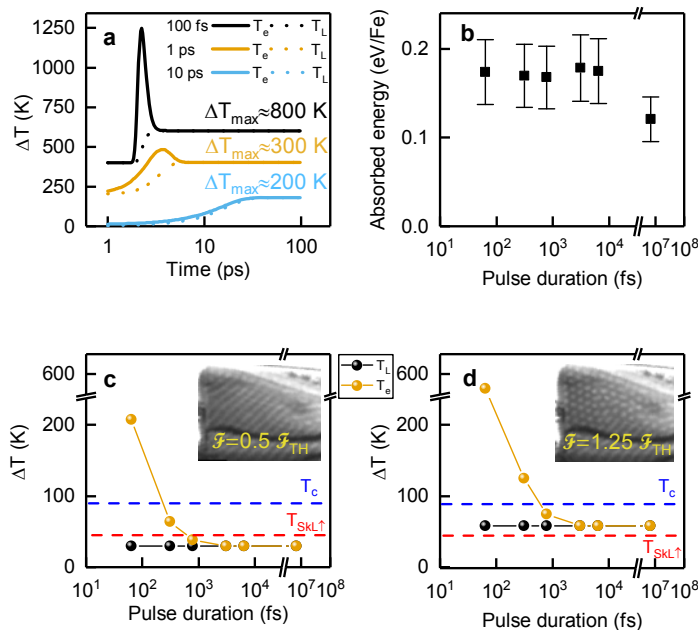 a
100 fs T_e T_L
1 ps T_e T_L
10 ps T_e T_L
ΔT_max≈800 K
ΔT_max≈300 K
ΔT_max≈200 K
1250
1000
750
500
250
0
ΔT (K)
1 10 100
Time (ps)
b
0.2
0.1
0.0
Absorbed energy (eV/Fe)
10^1 10^2 10^3 10^4 10^7 10^8
Pulse duration (fs)
c
T_L
T_e
ℱ=0.5 ℱ_TH
T_c
T_SkL↑
600
200
100
0
ΔT (K)
10^1 10^2 10^3 10^4 10^7 10^8
Pulse duration (fs)
d
ℱ=1.25 ℱ_TH
T_c
T_SkL↑
600
200
100
0
ΔT (K)
10^1 10^2 10^3 10^4 10^7 10^8
Pulse duration (fs)